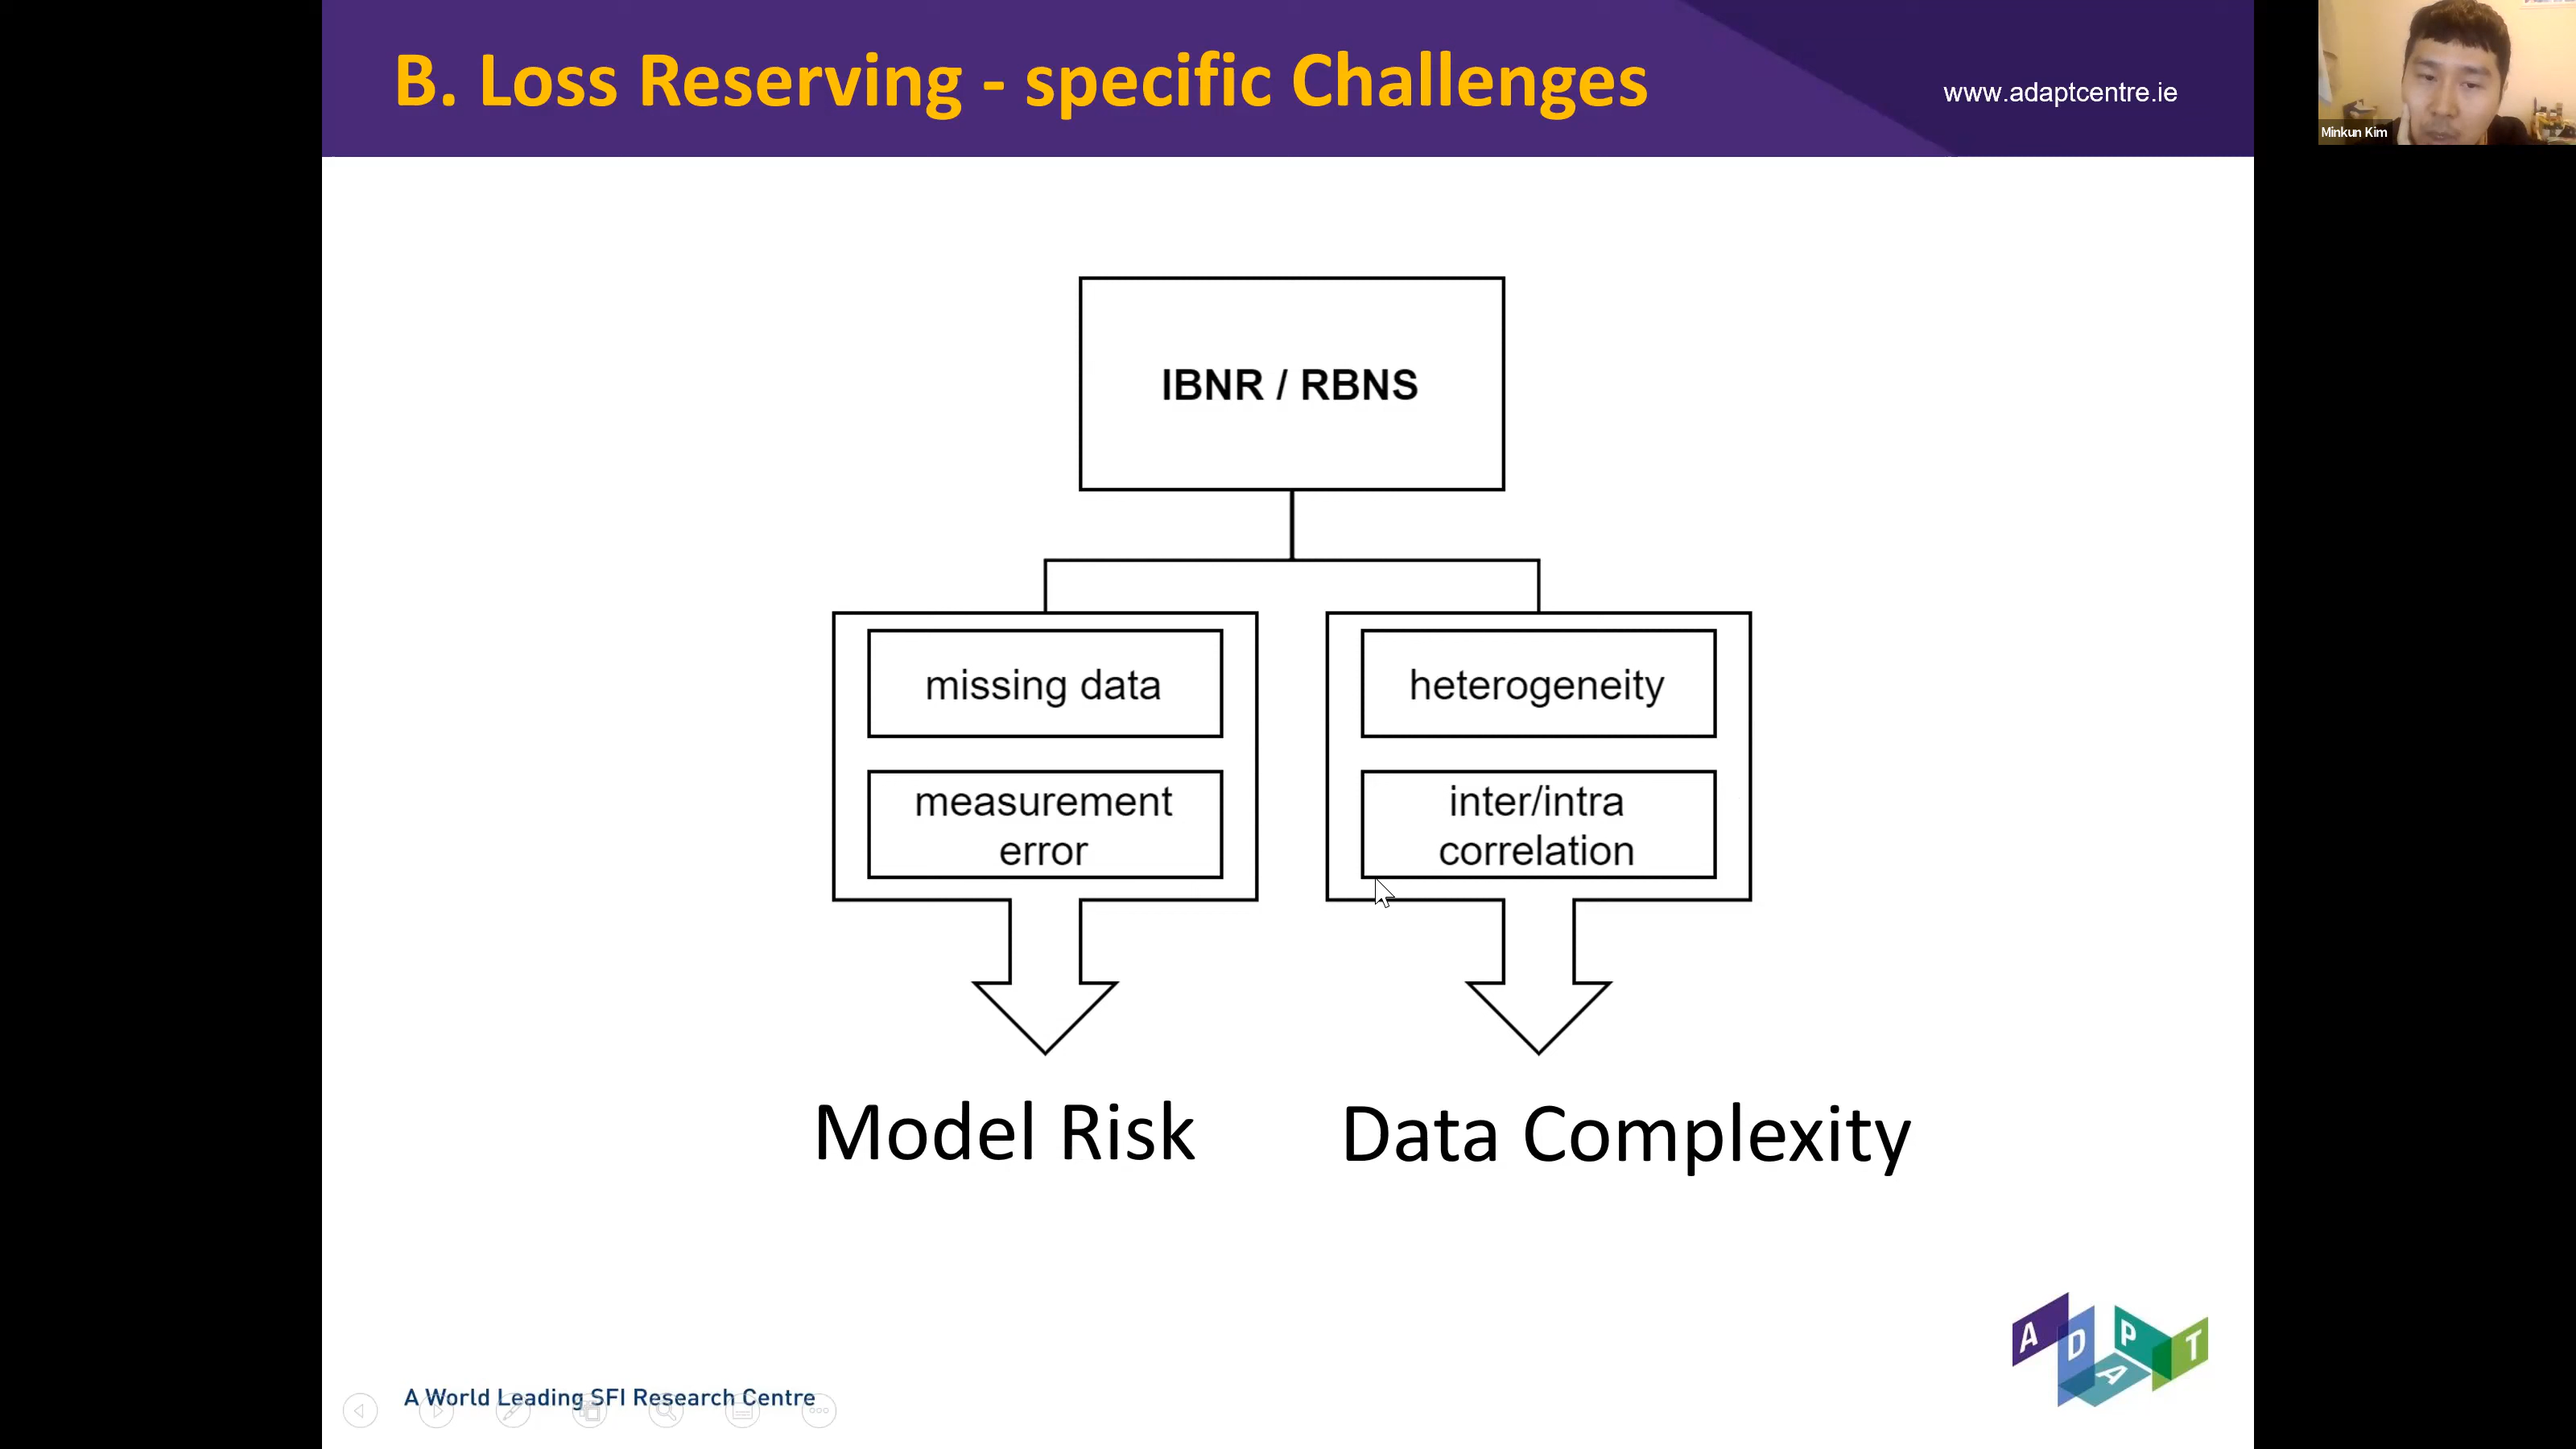 B. Loss Reserving - specific Challenges
www.adaptcentre.ie
Minkun Kim
IBNR / RBNS
missing data
measurement
error
heterogeneity
inter/intra
correlation
Model Risk
Data Complexity
A World Leading SFI Research Centre
ADAPT